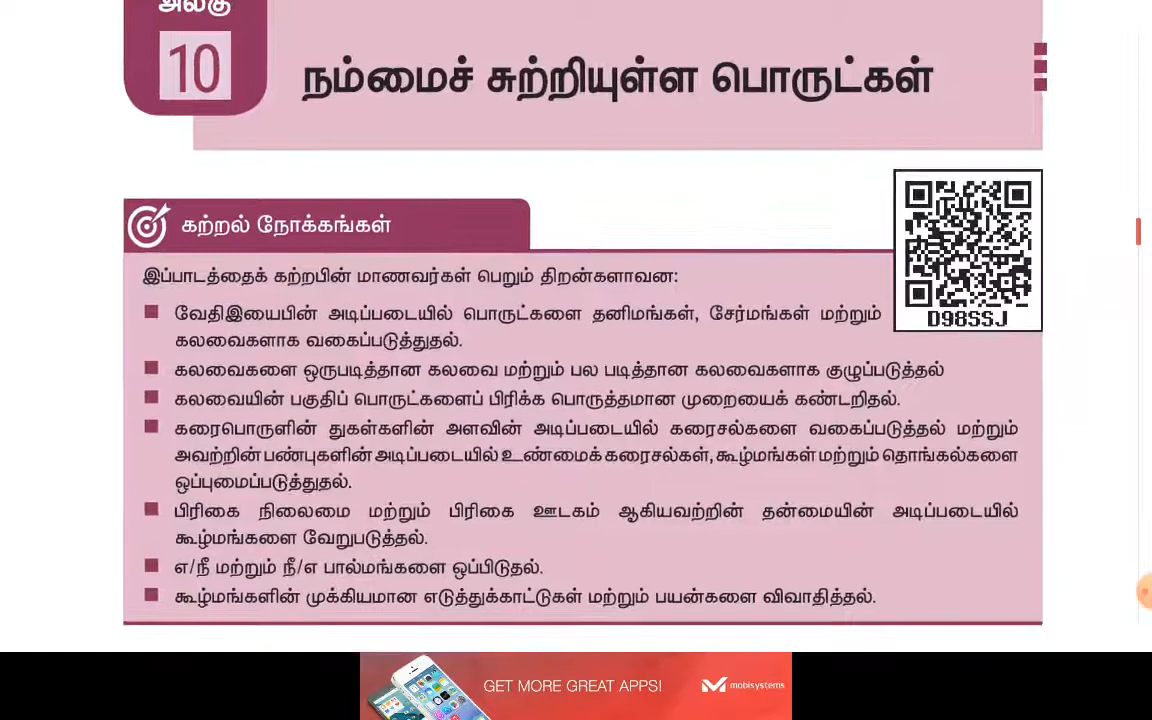 அலகு
10
நம்மைச் சுற்றியுள்ள பொருட்கள்
கற்றல் நோக்கங்கள்
D98SSJ
இப்பாடத்தைக் கற்றபின் மாணவர்கள் பெறும் திறன்களாவன:
வேதிஇயைபின் அடிப்படையில் பொருட்களை தனிமங்கள், சேர்மங்கள் மற்றும்
கலவைகளாக வகைப்படுத்துதல்.
கலவைகளை ஒருபடித்தான கலவை மற்றும் பல படித்தான கலவைகளாக குழுப்படுத்தல்
கலவையின் பகுதிப் பொருட்களைப் பிரிக்க பொருத்தமான முறையைக் கண்டறிதல்.
கரைபொருளின் துகள்களின் அளவின் அடிப்படையில் கரைசல்களை வகைப்படுத்தல் மற்றும்
அவற்றின் பண்புகளின் அடிப்படையில் உண்மைக் கரைசல்கள், கூழ்மங்கள் மற்றும் தொங்கல்களை
ஒப்புமைப்படுத்துதல்.
பிரிகை நிலைமை மற்றும் பிரிகை ஊடகம் ஆகியவற்றின் தன்மையின் அடிப்படையில்
கூழ்மங்களை வேறுபடுத்தல்.
எ/நீ மற்றும் நீ/எ பால்மங்களை ஒப்பிடுதல்.
கூழ்மங்களின் முக்கியமான எடுத்துக்காட்டுகள் மற்றும் பயன்களை விவாதித்தல்.
GET MORE GREAT APPS!
mobisystems